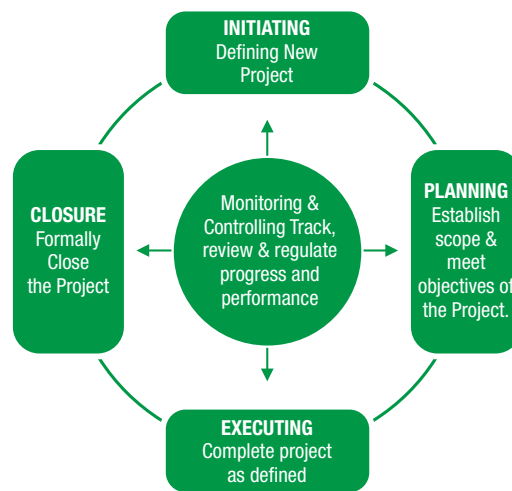 INITIATING
Defining New
Project
CLOSURE
Formally
Close
the Project
Monitoring &
Controlling Track,
review & regulate
progress and
performance
PLANNING
Establish
scope &
meet
objectives of
the Project.
EXECUTING
Complete project
as defined